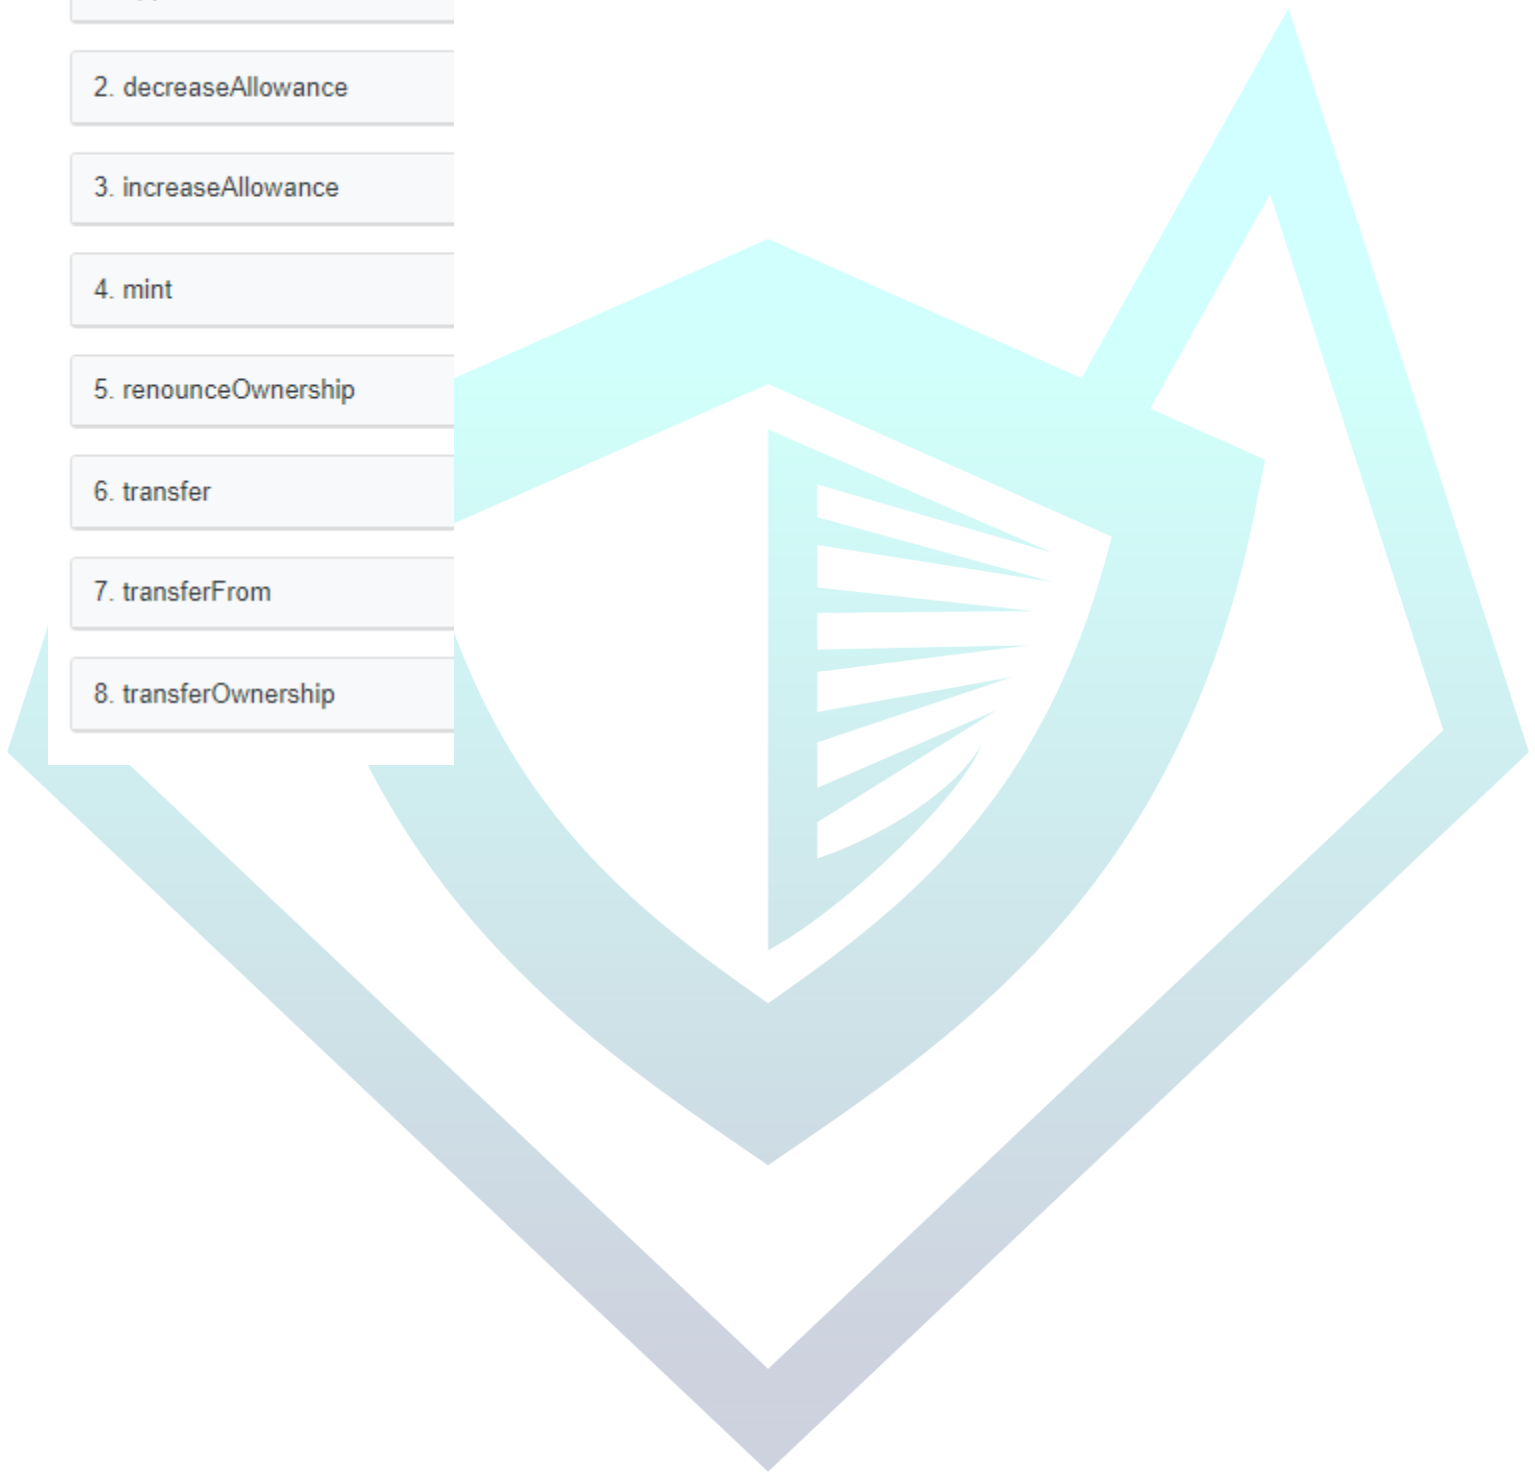 2. decreaseAllowance
3. increaseAllowance
4. mint
5. renounceOwnership
6. transfer
7. transferFrom
8. transferOwnership